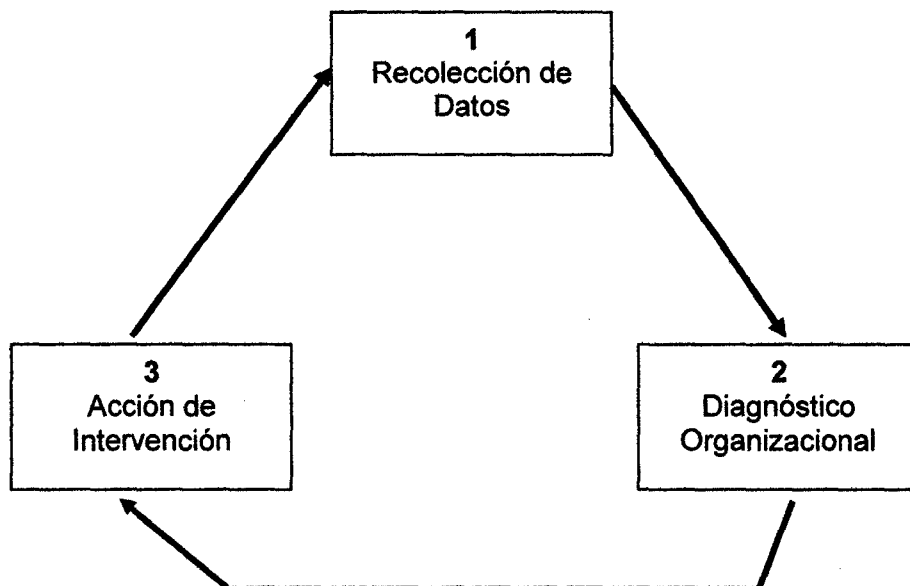 1
Recolección de
Datos
2
Diagnóstico
Organizacional
3
Acción de
Intervención